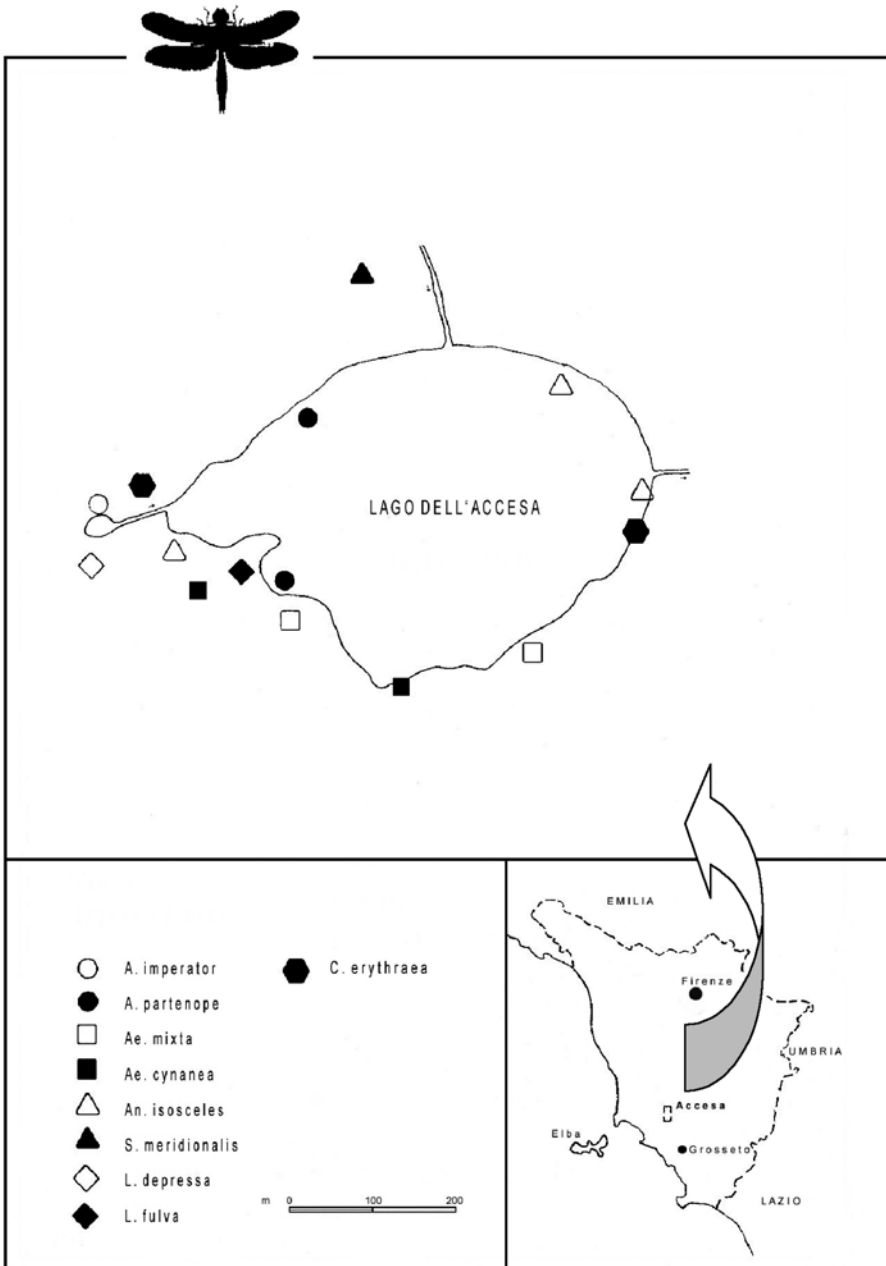 LAGO DELL'ACCESA
A. imperator
A. partenope
Ae. mixta
Ae. cynanea
An. isosceles
S. meridionalis
L. depressa
L. fulva
C. erythraea
m 0 100 200
EMILIA
Firenze
UMBRIA
Accesa
Elba
Grosseto
LAZIO